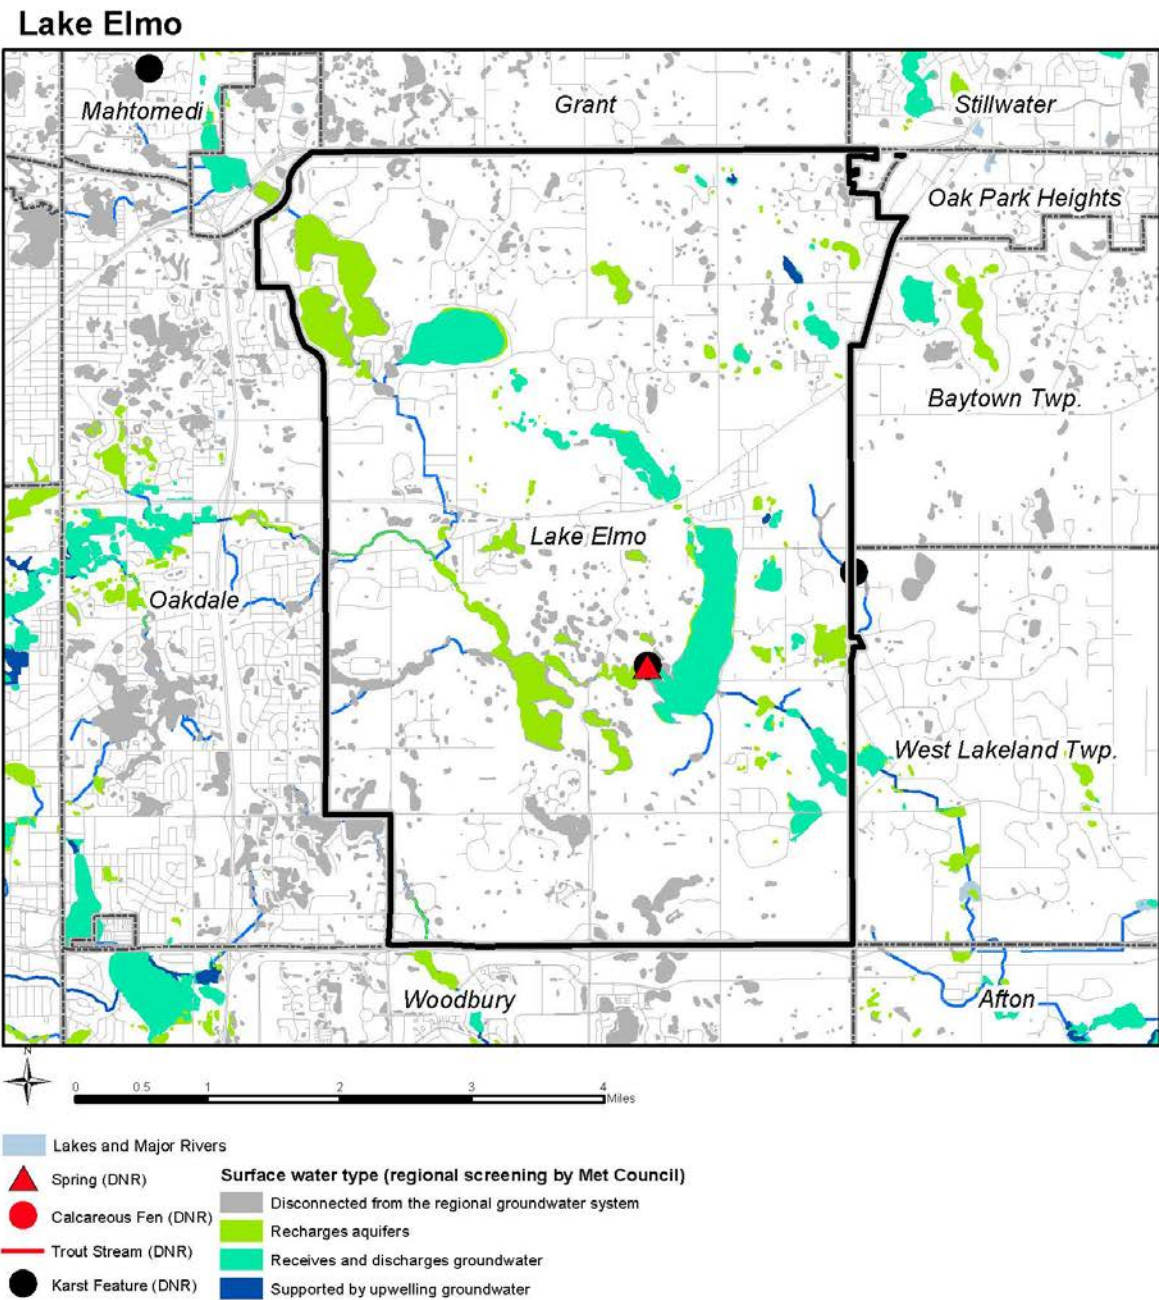 Lake Elmo
Mahtomedi
Grant
Stillwater
Oak Park Heights
Baytown Twp.
Lake Elmo
Oakdale
West Lakeland Twp.
Woodbury
Afton
N
0 0.5 1 2 3 4
Miles
Lakes and Major Rivers
Spring (DNR)
Calcareous Fen (DNR)
Trout Stream (DNR)
Karst Feature (DNR)
Surface water type (regional screening by Met Council)
Disconnected from the regional groundwater system
Recharges aquifers
Receives and discharges groundwater
Supported by upwelling groundwater